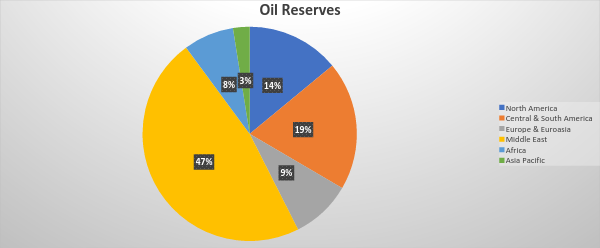 Oil Reserves
8%
3%
14%
19%
47%
9%
North America
Central & South America
Europe & Euroasia
Middle East
Africa
Asia Pacific